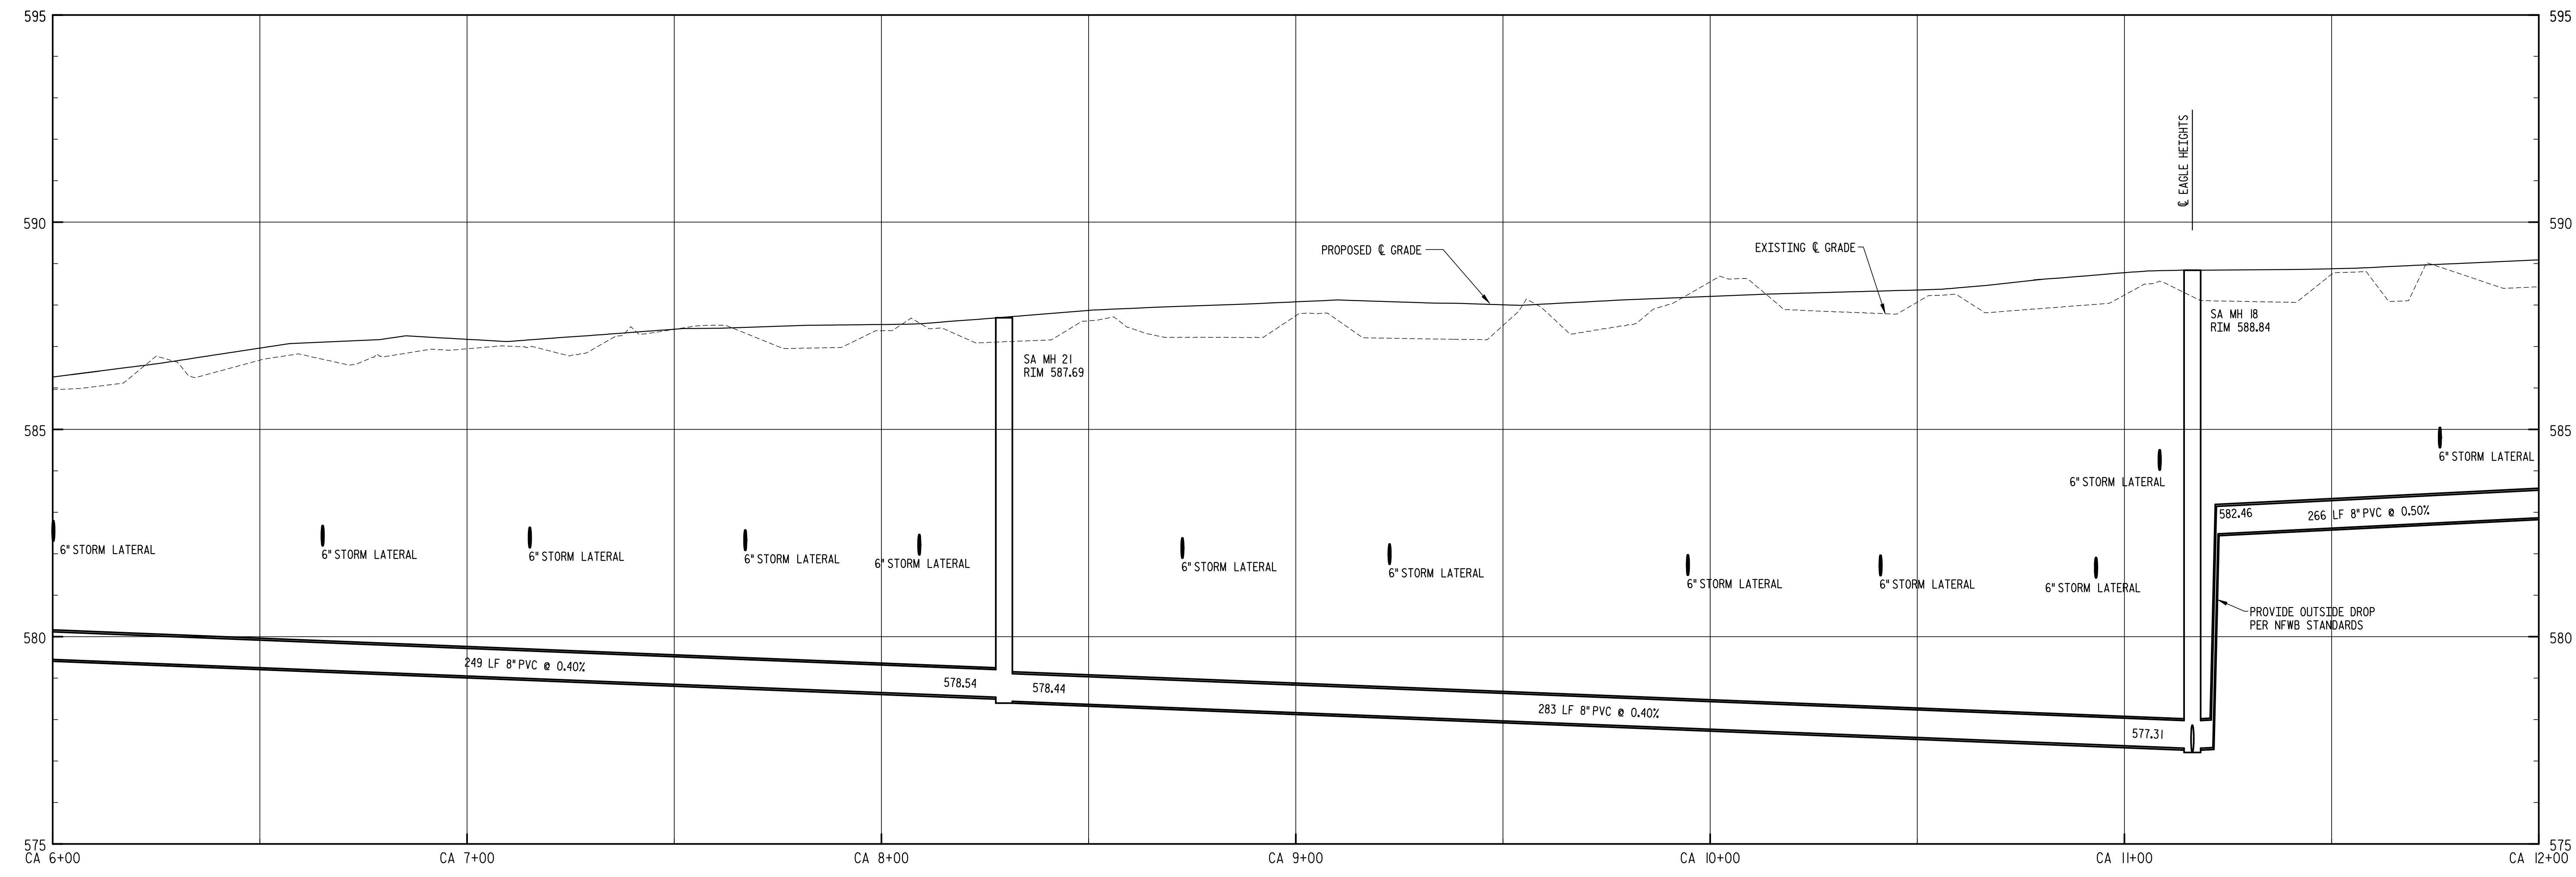 595
595
℄ EAGLE HEIGHTS
590
590
PROPOSED ℄ GRADE
EXISTING ℄ GRADE
SA MH 21
RIM 587.69
SA MH 18
RIM 588.84
585
585
6" STORM LATERAL
6" STORM LATERAL
6" STORM LATERAL
6" STORM LATERAL
6" STORM LATERAL
6" STORM LATERAL
6" STORM LATERAL
6" STORM LATERAL
6" STORM LATERAL
6" STORM LATERAL
6" STORM LATERAL
6" STORM LATERAL
582.46
266 LF 8" PVC @ 0.50%
PROVIDE OUTSIDE DROP
PER NFWB STANDARDS
580
580
249 LF 8" PVC @ 0.40%
578.54
578.44
283 LF 8" PVC @ 0.40%
577.31
575
575
CA 6+00
CA 7+00
CA 8+00
CA 9+00
CA 10+00
CA 11+00
CA 12+00